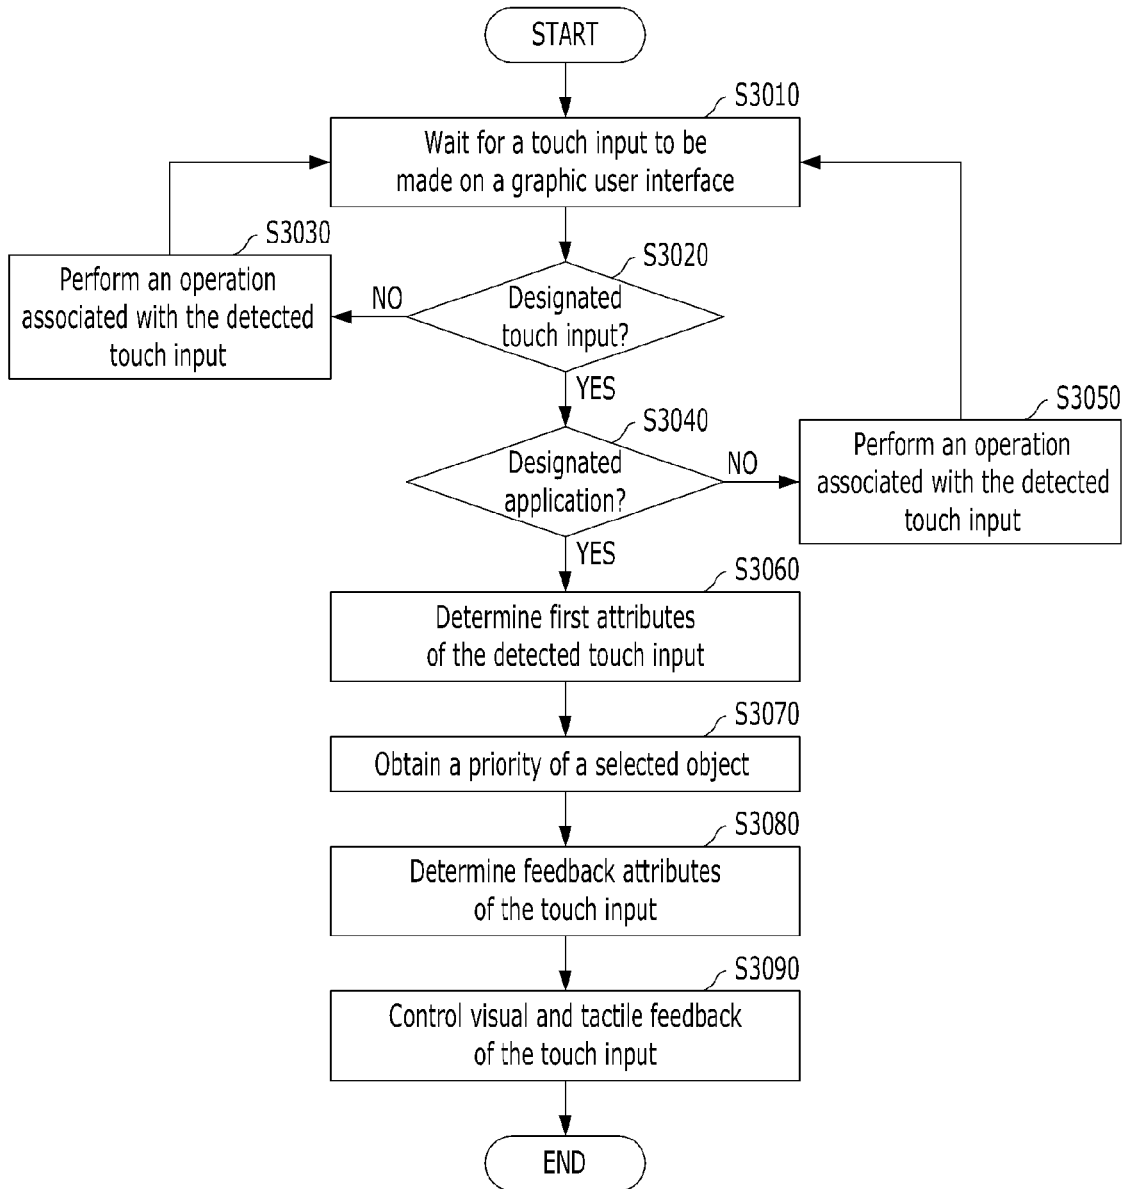 START
S3010
Wait for a touch input to be
made on a graphic user interface
S3030
Perform an operation
associated with the detected
touch input
S3020
Designated
touch input?
NO
YES
S3040
Designated
application?
NO
S3050
Perform an operation
associated with the detected
touch input
YES
S3060
Determine first attributes
of the detected touch input
S3070
Obtain a priority of a selected object
S3080
Determine feedback attributes
of the touch input
S3090
Control visual and tactile feedback
of the touch input
END